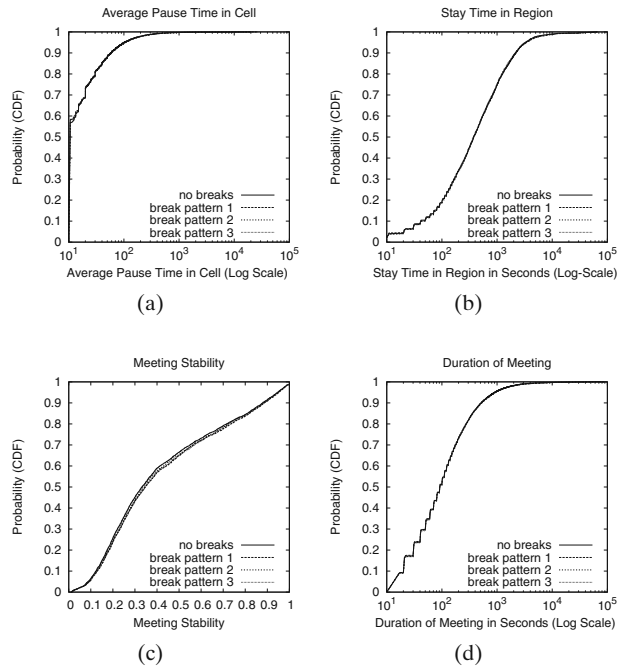 Average Pause Time in Cell
Probability (CDF)
1
0.9
0.8
0.7
0.6
0.5
0.4
0.3
0.2
0.1
0
no breaks
break pattern 1
break pattern 2
break pattern 3
10^1 10^2 10^3 10^4 10^5
Average Pause Time in Cell (Log Scale)
(a)
Stay Time in Region
Probability (CDF)
1
0.9
0.8
0.7
0.6
0.5
0.4
0.3
0.2
0.1
0
no breaks
break pattern 1
break pattern 2
break pattern 3
10^1 10^2 10^3 10^4 10^5
Stay Time in Region in Seconds (Log-Scale)
(b)
Meeting Stability
Probability (CDF)
1
0.9
0.8
0.7
0.6
0.5
0.4
0.3
0.2
0.1
0
no breaks
break pattern 1
break pattern 2
break pattern 3
0 0.1 0.2 0.3 0.4 0.5 0.6 0.7 0.8 0.9 1
Meeting Stability
(c)
Duration of Meeting
Probability (CDF)
1
0.9
0.8
0.7
0.6
0.5
0.4
0.3
0.2
0.1
0
no breaks
break pattern 1
break pattern 2
break pattern 3
10^1 10^2 10^3 10^4 10^5
Duration of Meeting in Seconds (Log Scale)
(d)